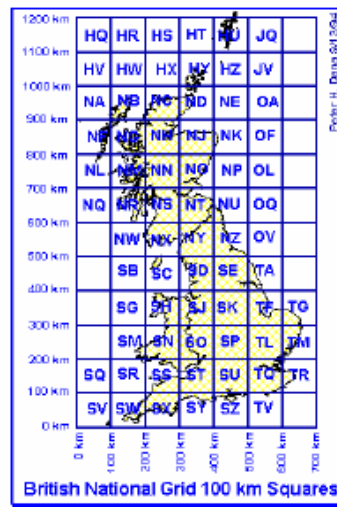 1200 km
HQ HR HS HT HU JQ
1100 km
HV HW HX HY HZ JV
1000 km
NA NB NC ND NE OA
900 km
NH NJ NK OF
800 km
NL NM NN NO NP OL
700 km
NQ NR NS NT NU OQ
600 km
NW NX NY NZ OV
500 km
SB SC SD SE TA
400 km
SG SH SJ SK TF TG
300 km
SM SN SO SP TL TM
200 km
SQ SR SS ST SU TQ TR
100 km
SV SW SX SY SZ TV
0 km
0 km 100 km 200 km 300 km 400 km 500 km 600 km 700 km
British National Grid 100 km Squares
Peter H. Dana